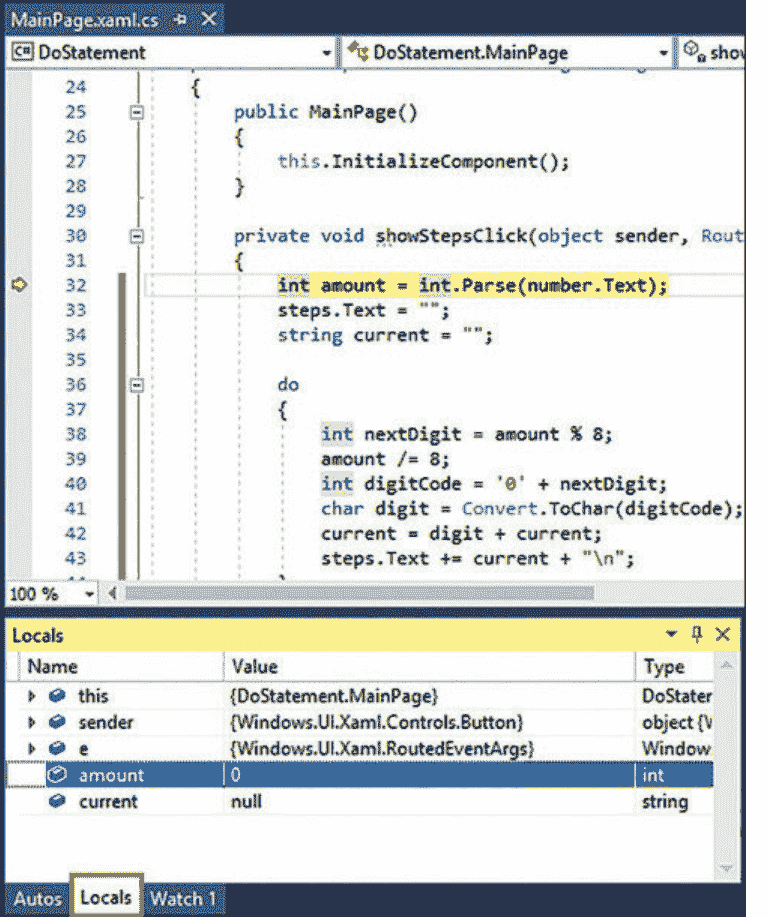 MainPage.xaml.cs
DoStatement DoStatement.MainPage show
24 {
25 public MainPage()
26 {
27 this.InitializeComponent();
28 }
29
30 private void showStepsClick(object sender, Rout
31 {
32 int amount = int.Parse(number.Text);
33 steps.Text = "";
34 string current = "";
35
36 do
37 {
38 int nextDigit = amount % 8;
39 amount /= 8;
40 int digitCode = '0' + nextDigit;
41 char digit = Convert.ToChar(digitCode);
42 current = digit + current;
43 steps.Text += current + "\n";
100 %
Locals
Name Value Type
this {DoStatement.MainPage} DoStater
sender {Windows.UI.Xaml.Controls.Button} object {W
e {Windows.UI.Xaml.RoutedEventArgs} Window
amount 0 int
current null string
Autos Locals Watch 1